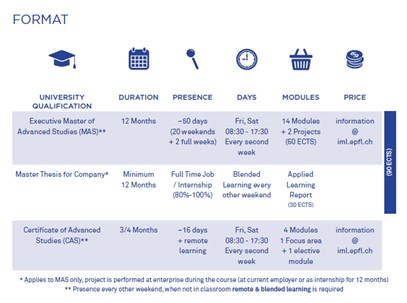 FORMAT
UNIVERSITY QUALIFICATION DURATION PRESENCE DAYS MODULES PRICE
Executive Master of
Advanced Studies (MAS)**
12 Months
~60 days
(20 weekends
+ 2 full weeks)
Fri, Sat
08:30 - 17:30
Every second
week
14 Modules
+ 2 Projects
(60 ECTS)
information
@
iml.epfl.ch
Master Thesis for Company*
Minimum
12 Months
Full Time Job
/ Internship
(80%-100%)
Blended
Learning every
other weekend
Applied
Learning
Report
(30 ECTS)
(90 ECTS)
Certificate of Advanced
Studies (CAS)**
3/4 Months
~16 days
+ remote
learning
Fri, Sat
08:30 - 17:30
Every second
week
4 Modules
1 Focus area
+ 1 elective
module
information
@
iml.epfl.ch
* Applies to MAS only, project is performed at enterprise during the course (at current employer or as internship for 12 months)
** Presence every other weekend, when not in classroom remote & blended learning is required